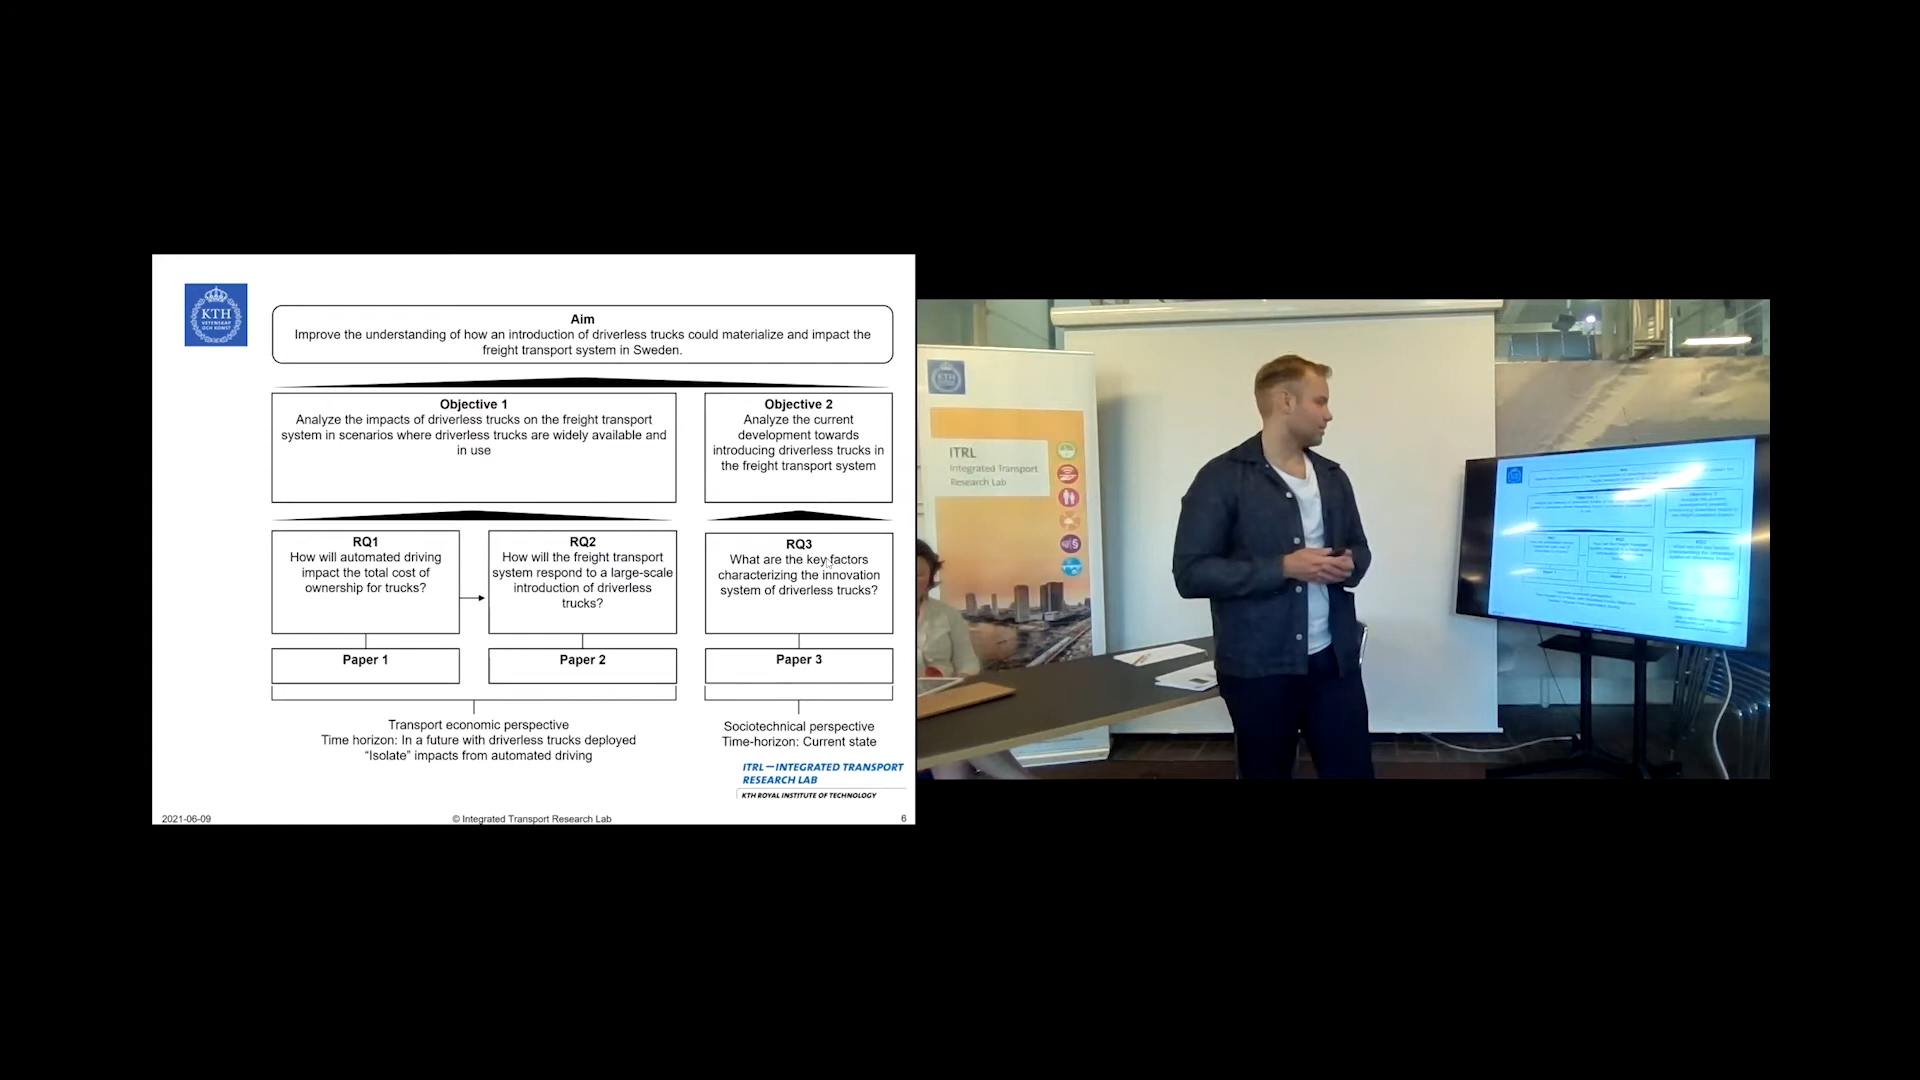 KTH
VETENSKAP
OCH KONST
Aim
Improve the understanding of how an introduction of driverless trucks could materialize and impact the
freight transport system in Sweden.
Objective 1
Analyze the impacts of driverless trucks on the freight transport
system in scenarios where driverless trucks are widely available and
in use
Objective 2
Analyze the current
development towards
introducing driverless trucks in
the freight transport system
RQ1
How will automated driving
impact the total cost of
ownership for trucks?
RQ2
How will the freight transport
system respond to a large-scale
introduction of driverless
trucks?
RQ3
What are the key factors
characterizing the innovation
system of driverless trucks?
Paper 1
Paper 2
Paper 3
Transport economic perspective
Time horizon: In a future with driverless trucks deployed
“Isolate” impacts from automated driving
Sociotechnical perspective
Time-horizon: Current state
ITRL – INTEGRATED TRANSPORT
RESEARCH LAB
KTH ROYAL INSTITUTE OF TECHNOLOGY
2021-06-09
© Integrated Transport Research Lab
6
KTH
ITRL
Integrated Transport
Research Lab